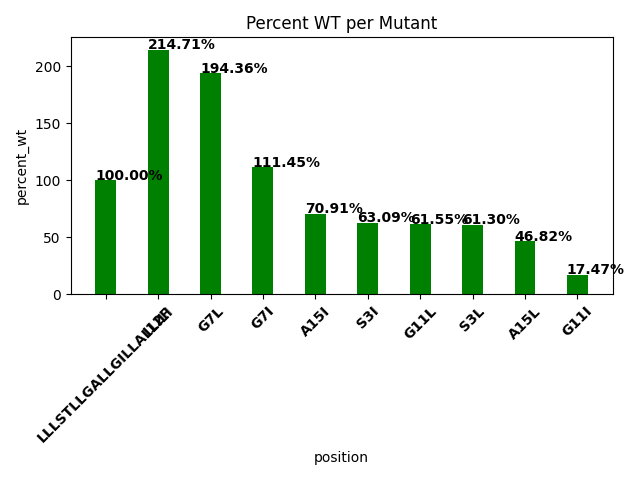 Percent WT per Mutant
percent_wt
200
150
100
50
0
100.00%
214.71%
194.36%
111.45%
70.91%
63.09%
61.55%
61.30%
46.82%
17.47%
G7L
G7I
A15I
S3I
G11L
S3L
A15L
G11I
position